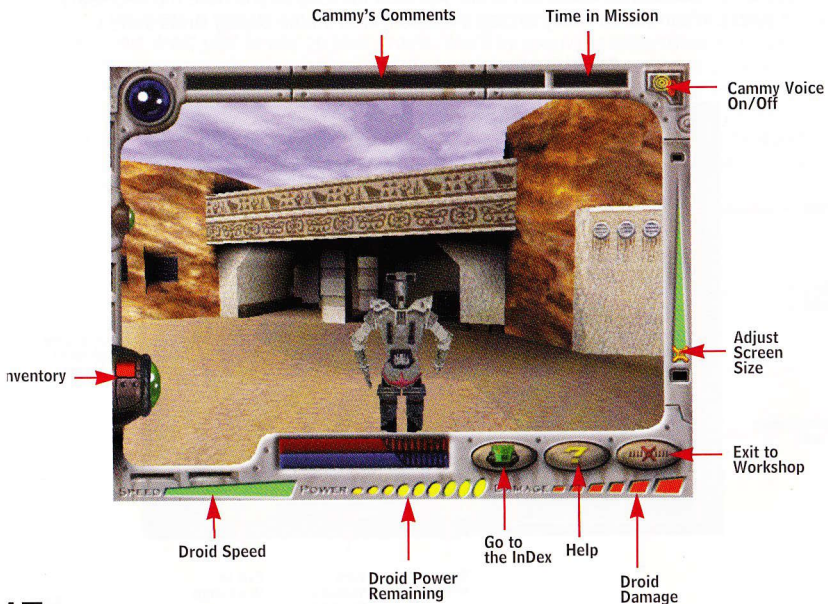 Cammy's Comments
Time in Mission
Cammy Voice
On/Off
Adjust
Screen
Size
nventory
Exit to
Workshop
SPEED
POWER
DAMAGE
Droid Speed
Go to
the InDex
Help
Droid Power
Remaining
Droid
Damage